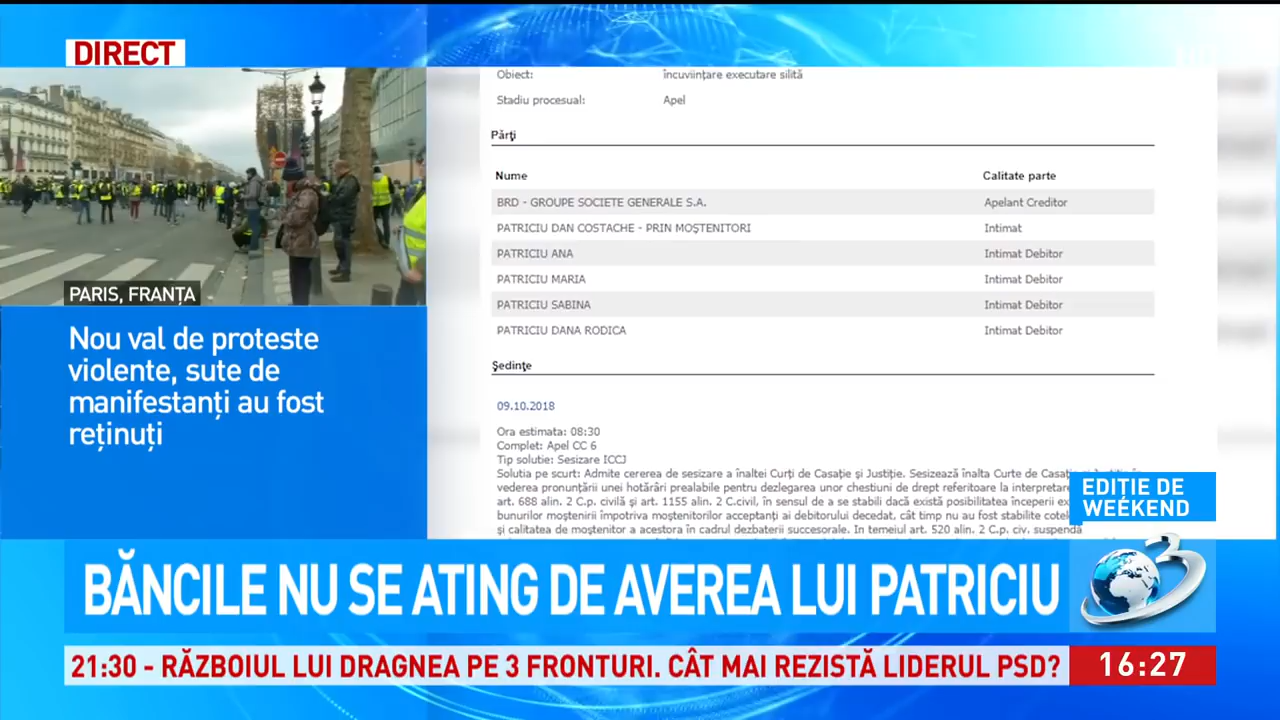 DIRECT
PARIS, FRANȚA
Nou val de proteste
violente, sute de
manifestanți au fost
reținuți
Obiect: încuviințare executare silită
Stadiu procesual: Apel
Părţi
Nume Calitate parte
BRD - GROUPE SOCIETE GENERALE S.A. Apelant Creditor
PATRICIU DAN COSTACHE - PRIN MOŞTENITORI Intimat
PATRICIU ANA Intimat Debitor
PATRICIU MARIA Intimat Debitor
PATRICIU SABINA Intimat Debitor
PATRICIU DANA RODICA Intimat Debitor
Şedinţe
09.10.2018
Ora estimata: 08:30
Complet: Apel CC 6
Tip solutie: Sesizare ICCJ
Solutia pe scurt: Admite cererea de sesizare a înaltei Curţi de Casaţie şi Justiţie. Sesizează înalta Curte de
vederea pronunţării unei hotărâri prealabile pentru dezlegarea unor chestiuni de drept referitoare la
art. 688 alin. 2 C.p. civilă şi art. 1155 alin. 2 C.civil, în sensul de a se stabili dacă există posibilitatea începerii
bunurilor moştenirii împotriva moştenitorilor acceptanţi ai debitorului decedat, cât timp nu au fost stabilite
şi calitatea de moştenitor a acestora în cadrul dezbaterii succesorale. In temeiul art. 520 alin. 2 C.p. civ. suspendă
EDIȚIE DE
WEEKEND
BĂNCILE NU SE ATING DE AVEREA LUI PATRICIU
3
21:30 - RĂZBOIUL LUI DRAGNEA PE 3 FRONTURI. CÂT MAI REZISTĂ LIDERUL PSD? 16:27